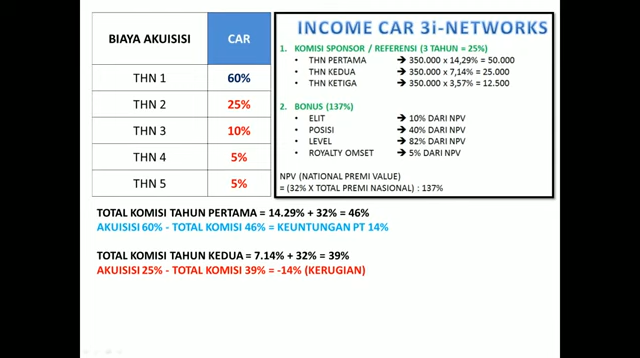 BIAYA AKUISISI CAR
THN 1 60%
THN 2 25%
THN 3 10%
THN 4 5%
THN 5 5%
INCOME CAR 3i-NETWORKS
1. KOMISI SPONSOR / REFERENSI (3 TAHUN = 25%)
• THN PERTAMA ➔ 350.000 x 14,29% = 50.000
• THN KEDUA ➔ 350.000 x 7,14% = 25.000
• THN KETIGA ➔ 350.000 x 3,57% = 12.500
2. BONUS (137%)
• ELIT ➔ 10% DARI NPV
• POSISI ➔ 40% DARI NPV
• LEVEL ➔ 82% DARI NPV
• ROYALTY OMSET ➔ 5% DARI NPV
NPV (NATIONAL PREMI VALUE)
= (32% X TOTAL PREMI NASIONAL) : 137%
TOTAL KOMISI TAHUN PERTAMA = 14.29% + 32% = 46%
AKUISISI 60% - TOTAL KOMISI 46% = KEUNTUNGAN PT 14%
TOTAL KOMISI TAHUN KEDUA = 7.14% + 32% = 39%
AKUISISI 25% - TOTAL KOMISI 39% = -14% (KERUGIAN)